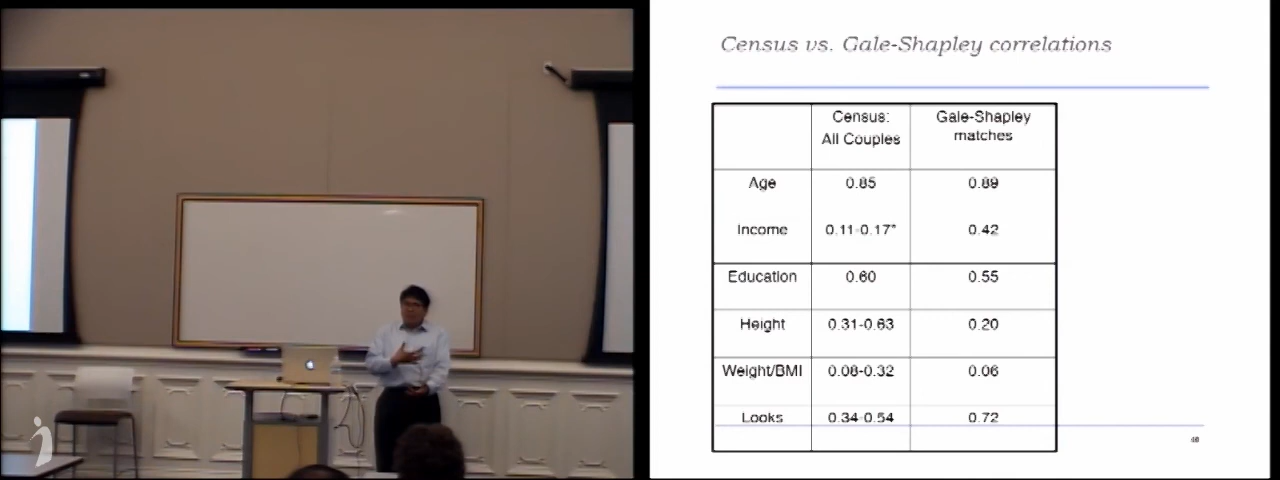 Census vs. Gale-Shapley correlations
Census: All Couples Gale-Shapley matches
Age 0.85 0.89
Income 0.11-0.17* 0.42
Education 0.60 0.55
Height 0.31-0.63 0.20
Weight/BMI 0.08-0.32 0.06
Looks 0.34-0.54 0.72